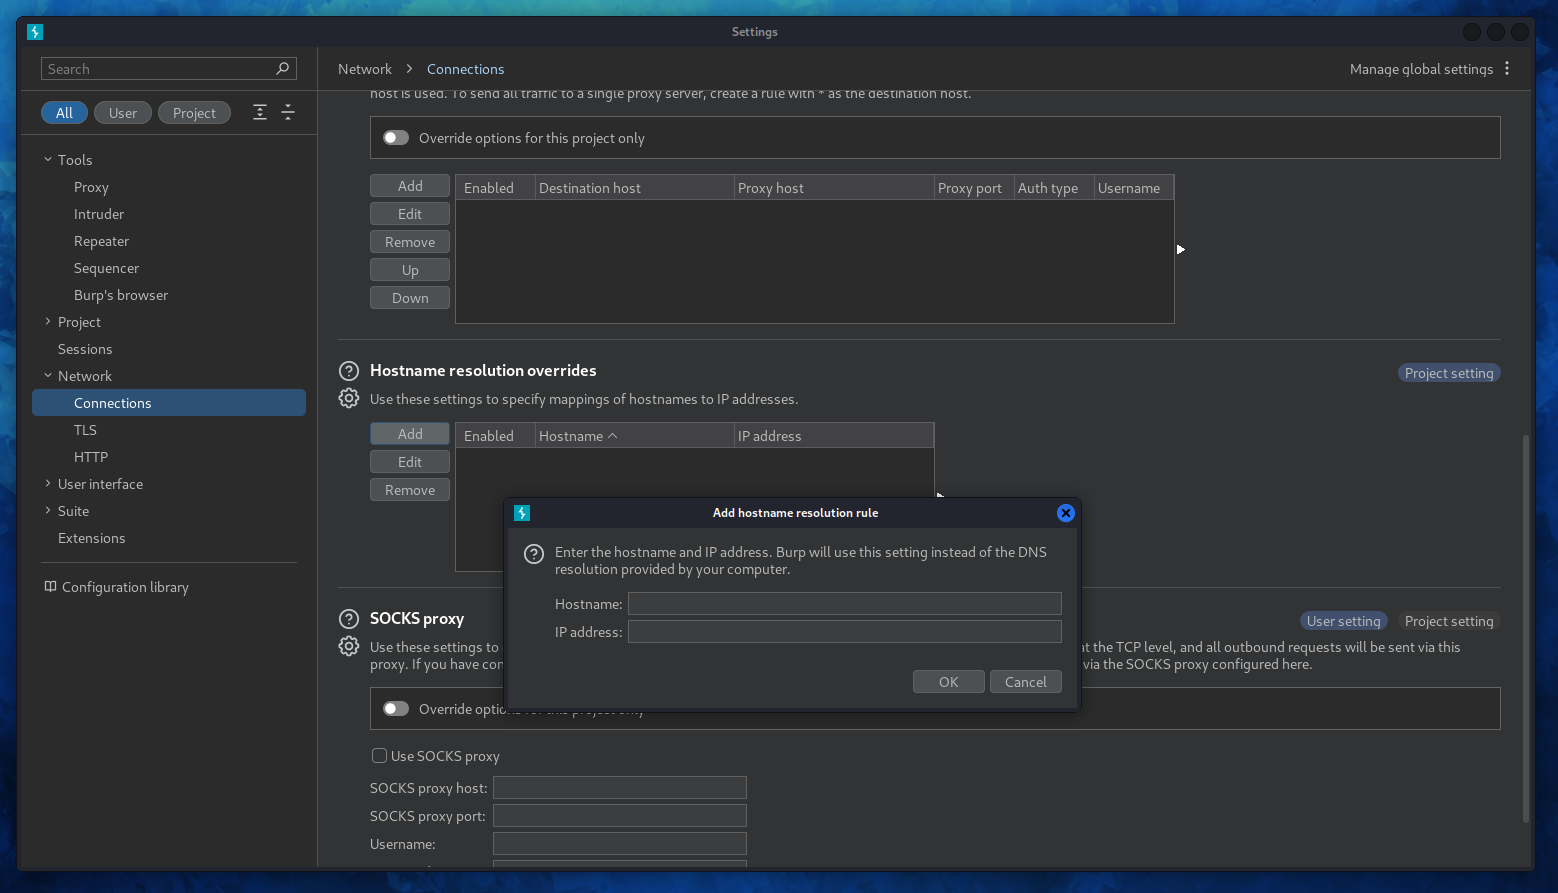 Settings
Search
Network > Connections
Manage global settings
All
User
Project
Tools
Proxy
Intruder
Repeater
Sequencer
Burp's browser
Project
Sessions
Network
Connections
TLS
HTTP
User interface
Suite
Extensions
Configuration library
host is used. To send all traffic to a single proxy server, create a rule with * as the destination host.
Override options for this project only
Add
Edit
Remove
Up
Down
Enabled Destination host Proxy host Proxy port Auth type Username
Hostname resolution overrides
Project setting
Use these settings to specify mappings of hostnames to IP addresses.
Add
Edit
Remove
Enabled Hostname IP address
Add hostname resolution rule
Enter the hostname and IP address. Burp will use this setting instead of the DNS
resolution provided by your computer.
Hostname:
IP address:
OK
Cancel
SOCKS proxy
User setting
Project setting
Use these settings to
the TCP level, and all outbound requests will be sent via this
proxy. If you have
via the SOCKS proxy configured here.
Override options for this project only
Use SOCKS proxy
SOCKS proxy host:
SOCKS proxy port:
Username: